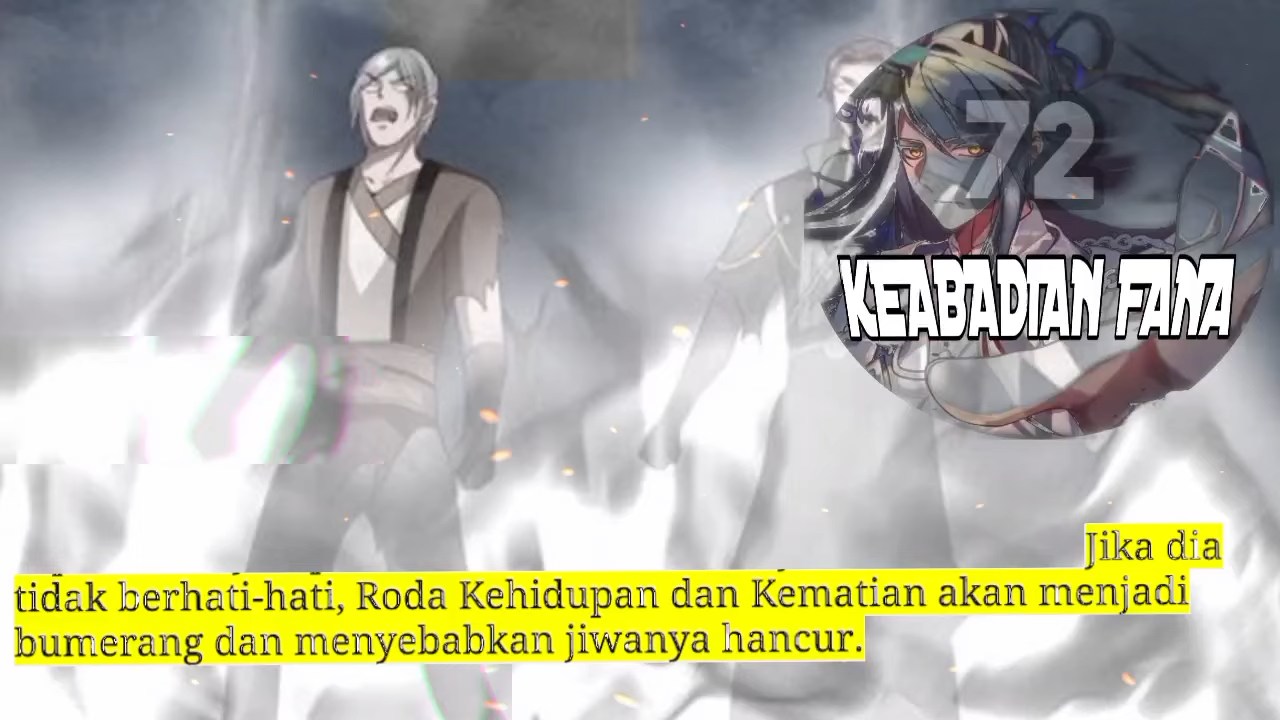 72
KEABADIAN FANA
Jika dia
tidak berhati-hati, Roda Kehidupan dan Kematian akan menjadi
bumerang dan menyebabkan jiwanya hancur.